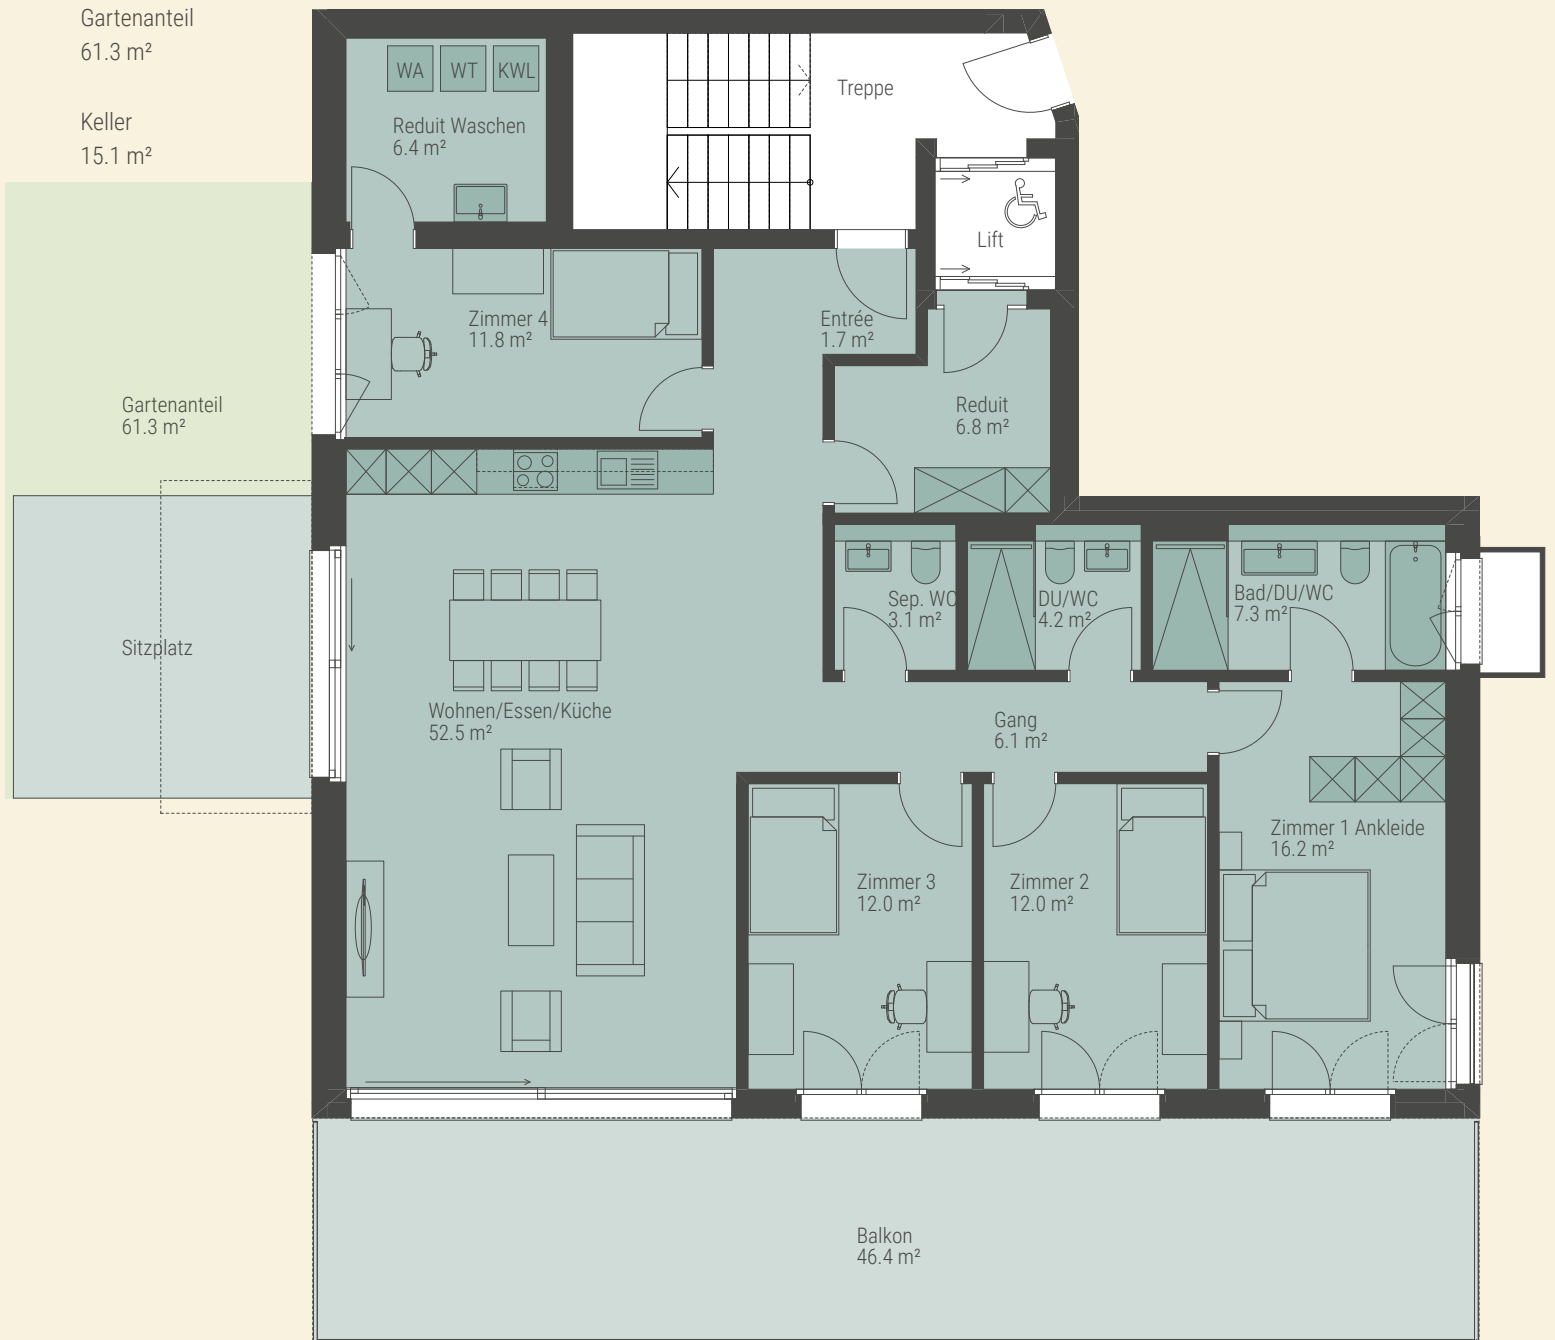 Gartenanteil
61.3 m²
Keller
15.1 m²
WA
WT
KWL
Treppe
Reduit Waschen
6.4 m²
Lift
Zimmer 4
11.8 m²
Entrée
1.7 m²
Gartenanteil
61.3 m²
Reduit
6.8 m²
Sep. WC
3.1 m²
DU/WC
4.2 m²
Bad/DU/WC
7.3 m²
Sitzplatz
Wohnen/Essen/Küche
52.5 m²
Gang
6.1 m²
Zimmer 1 Ankleide
16.2 m²
Zimmer 3
12.0 m²
Zimmer 2
12.0 m²
Balkon
46.4 m²